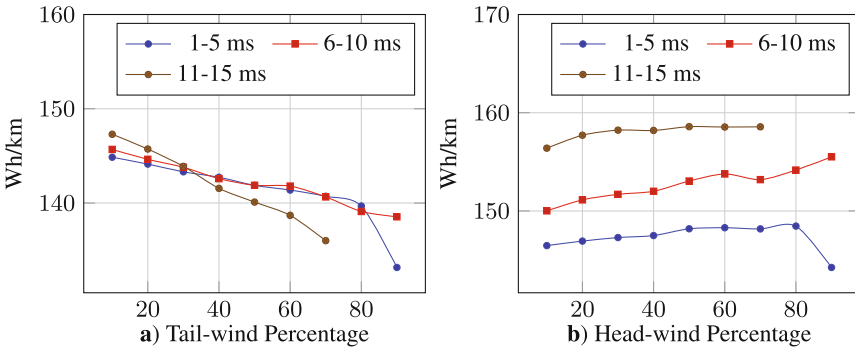 160
150
140
Wh/km
1-5 ms
6-10 ms
11-15 ms
20
40
60
80
a) Tail-wind Percentage
170
160
150
Wh/km
1-5 ms
6-10 ms
11-15 ms
20
40
60
80
b) Head-wind Percentage